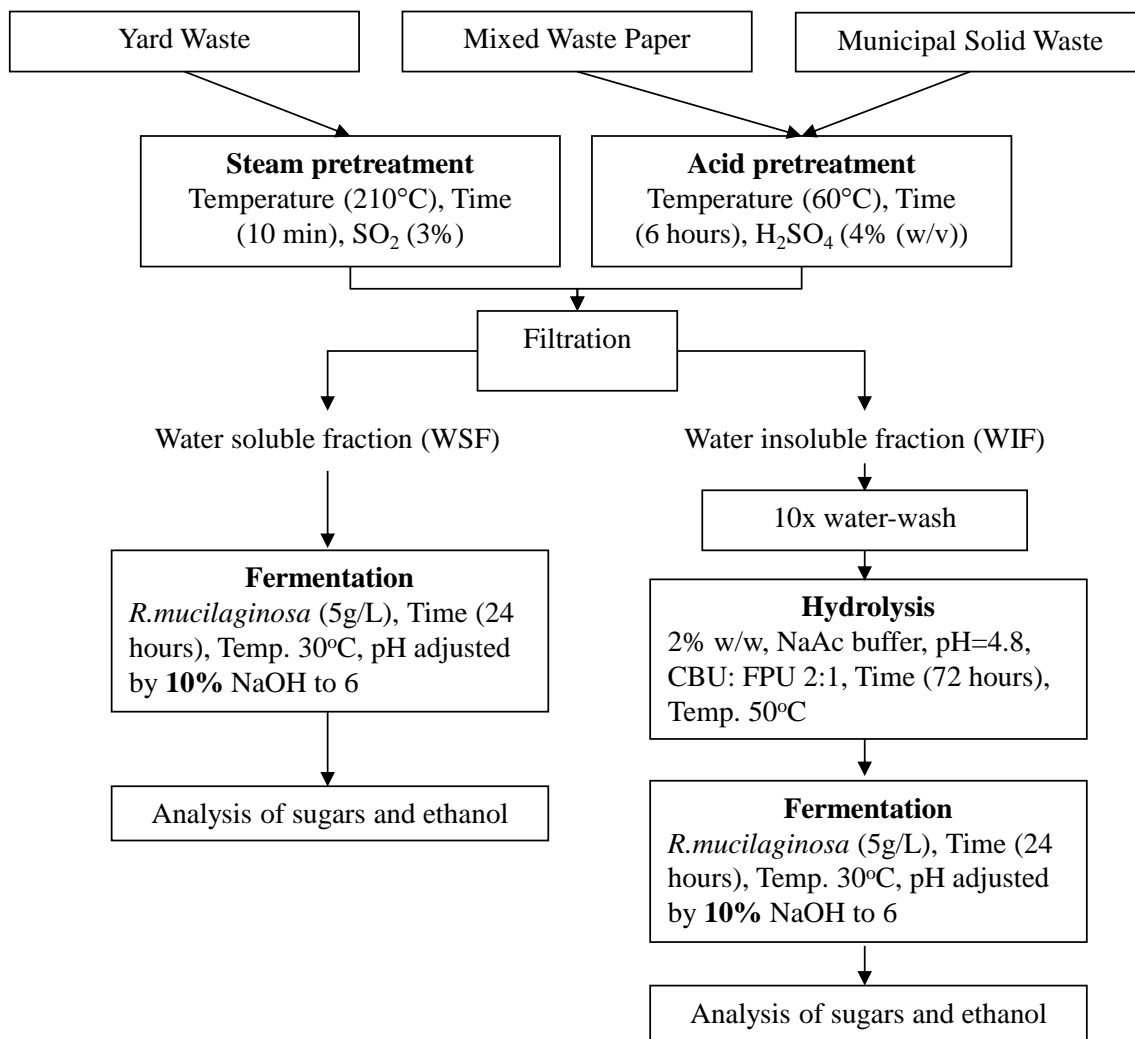 Yard Waste
Mixed Waste Paper
Municipal Solid Waste
Steam pretreatment
Temperature (210°C), Time
(10 min), SO₂ (3%)
Acid pretreatment
Temperature (60°C), Time
(6 hours), H₂SO₄ (4% (w/v))
Filtration
Water soluble fraction (WSF)
Water insoluble fraction (WIF)
10x water-wash
Fermentation
R.mucilaginosa (5g/L), Time (24
hours), Temp. 30°C, pH adjusted
by 10% NaOH to 6
Hydrolysis
2% w/w, NaAc buffer, pH=4.8,
CBU: FPU 2:1, Time (72 hours),
Temp. 50°C
Analysis of sugars and ethanol
Fermentation
R.mucilaginosa (5g/L), Time (24
hours), Temp. 30°C, pH adjusted
by 10% NaOH to 6
Analysis of sugars and ethanol